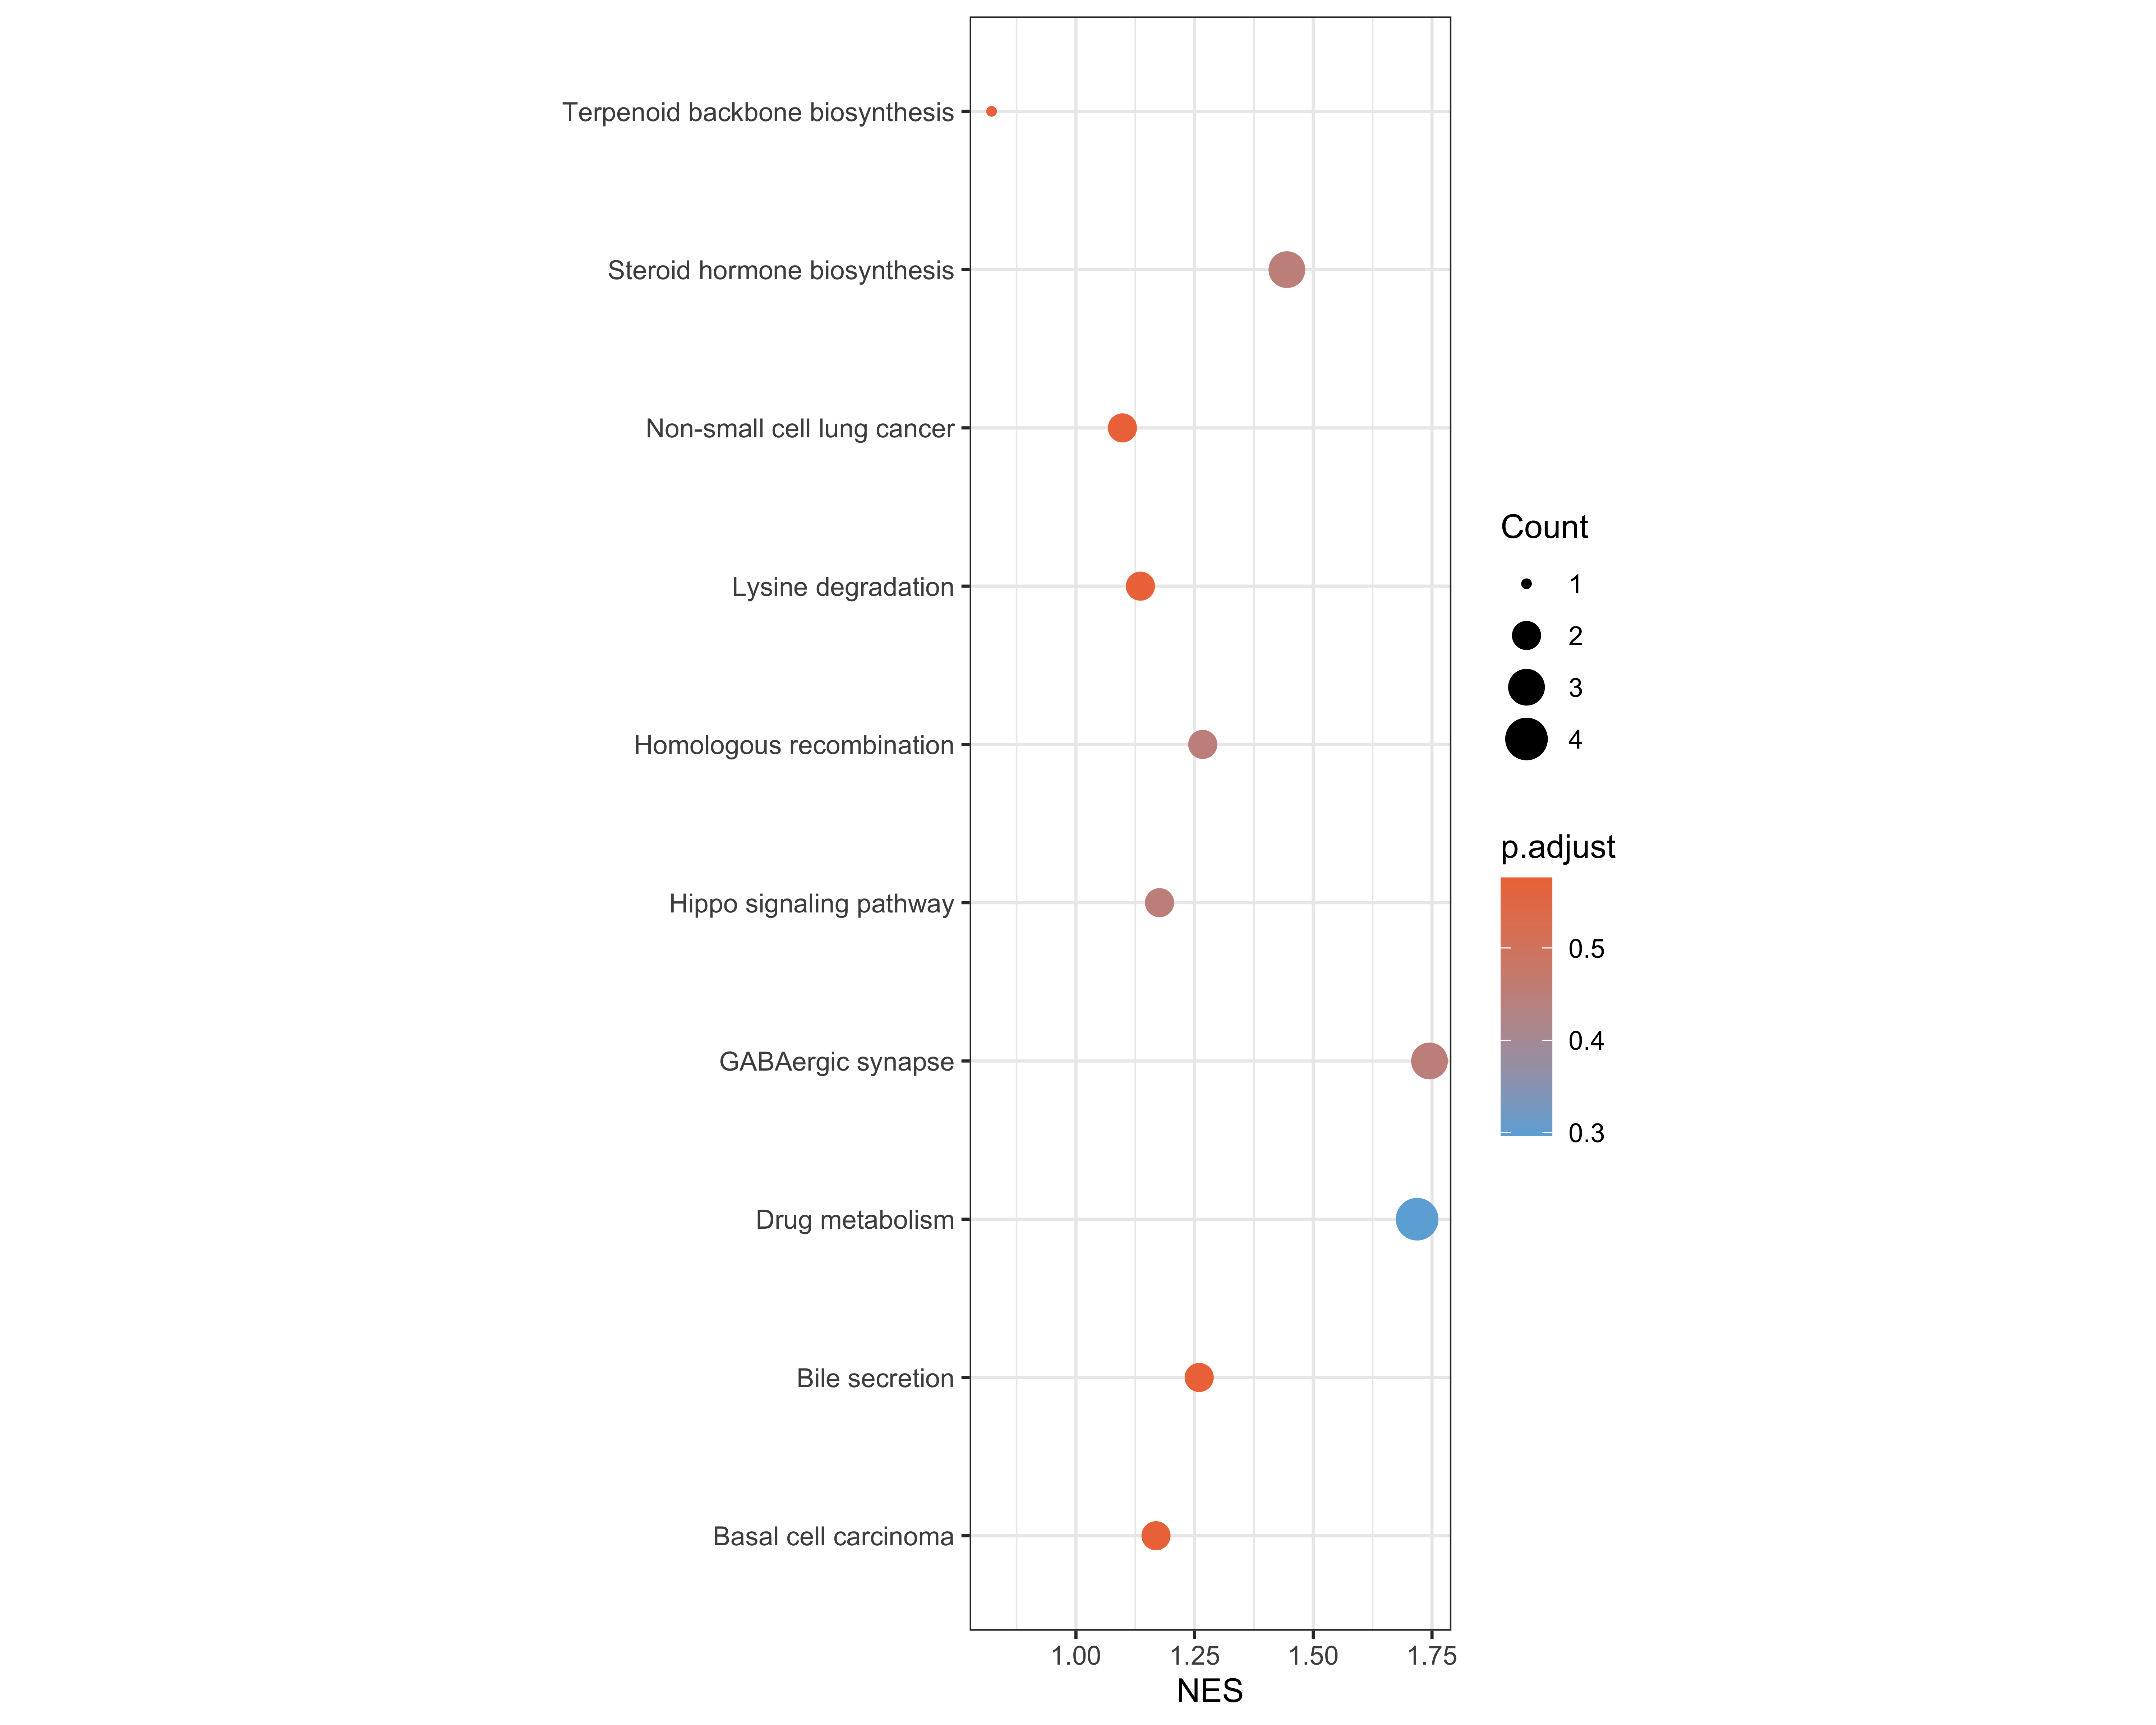 Terpenoid backbone biosynthesis
Steroid hormone biosynthesis
Non-small cell lung cancer
Lysine degradation
Homologous recombination
Hippo signaling pathway
GABAergic synapse
Drug metabolism
Bile secretion
Basal cell carcinoma
1.00 1.25 1.50 1.75
NES
Count
1
2
3
4
p.adjust
0.5
0.4
0.3